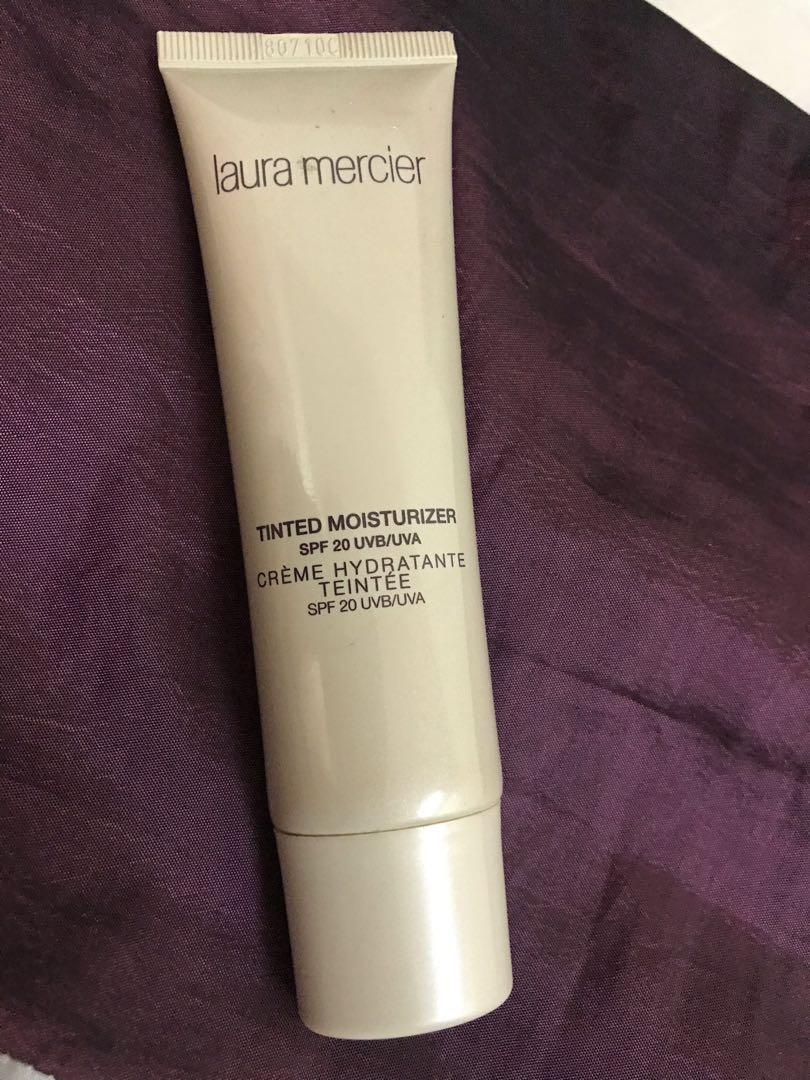 80710C
laura mercier
TINTED MOISTURIZER
SPF 20 UVB/UVA
CRÈME HYDRATANTE
TEINTÉE
SPF 20 UVB/UVA